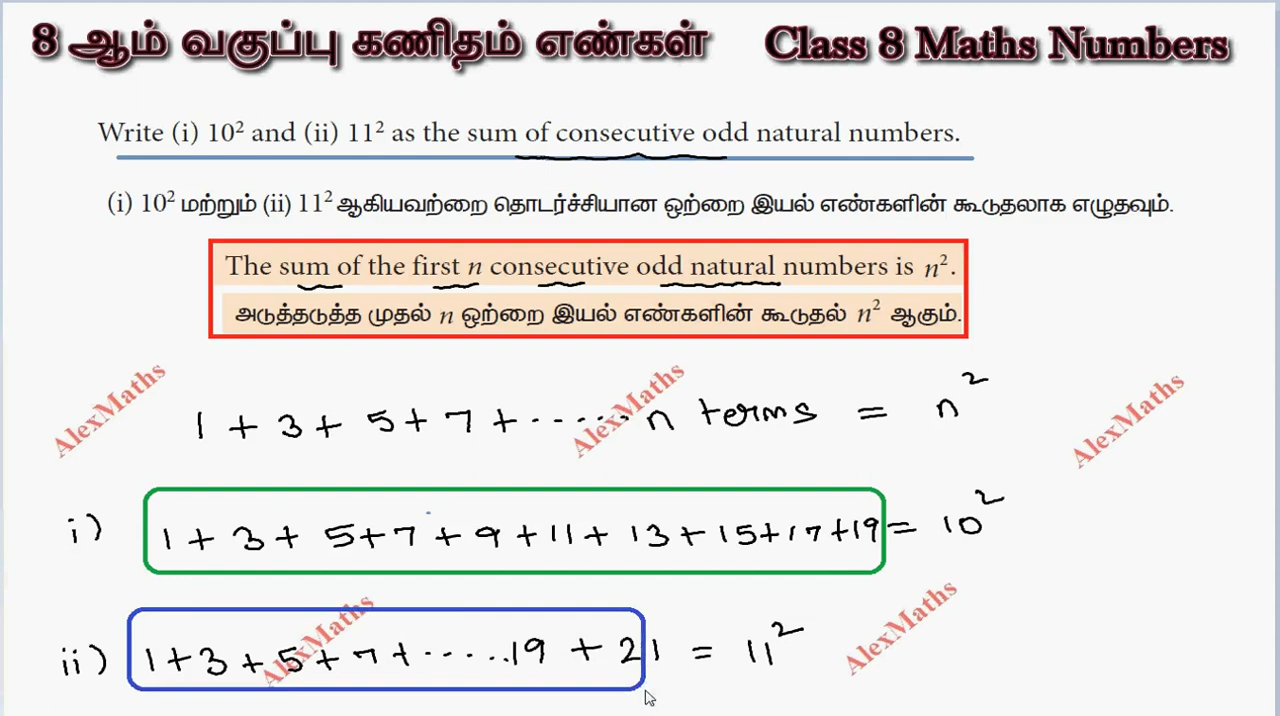 8 ஆம் வகுப்பு கணிதம் எண்கள் Class 8 Maths Numbers
Write (i) 10² and (ii) 11² as the sum of consecutive odd natural numbers.
(i) 10² மற்றும் (ii) 11² ஆகியவற்றை தொடர்ச்சியான ஒற்றை இயல் எண்களின் கூடுதலாக எழுதவும்.
The sum of the first n consecutive odd natural numbers is n².
அடுத்தடுத்த முதல் n ஒற்றை இயல் எண்களின் கூடுதல் n² ஆகும்.
AlexMaths AlexMaths AlexMaths
1 + 3 + 5 + 7 + ...... n terms = n²
i) 1 + 3 + 5 + 7 + 9 + 11 + 13 + 15 + 17 + 19 = 10²
AlexMaths AlexMaths
ii) 1 + 3 + 5 + 7 + ......19 + 21 = 11²